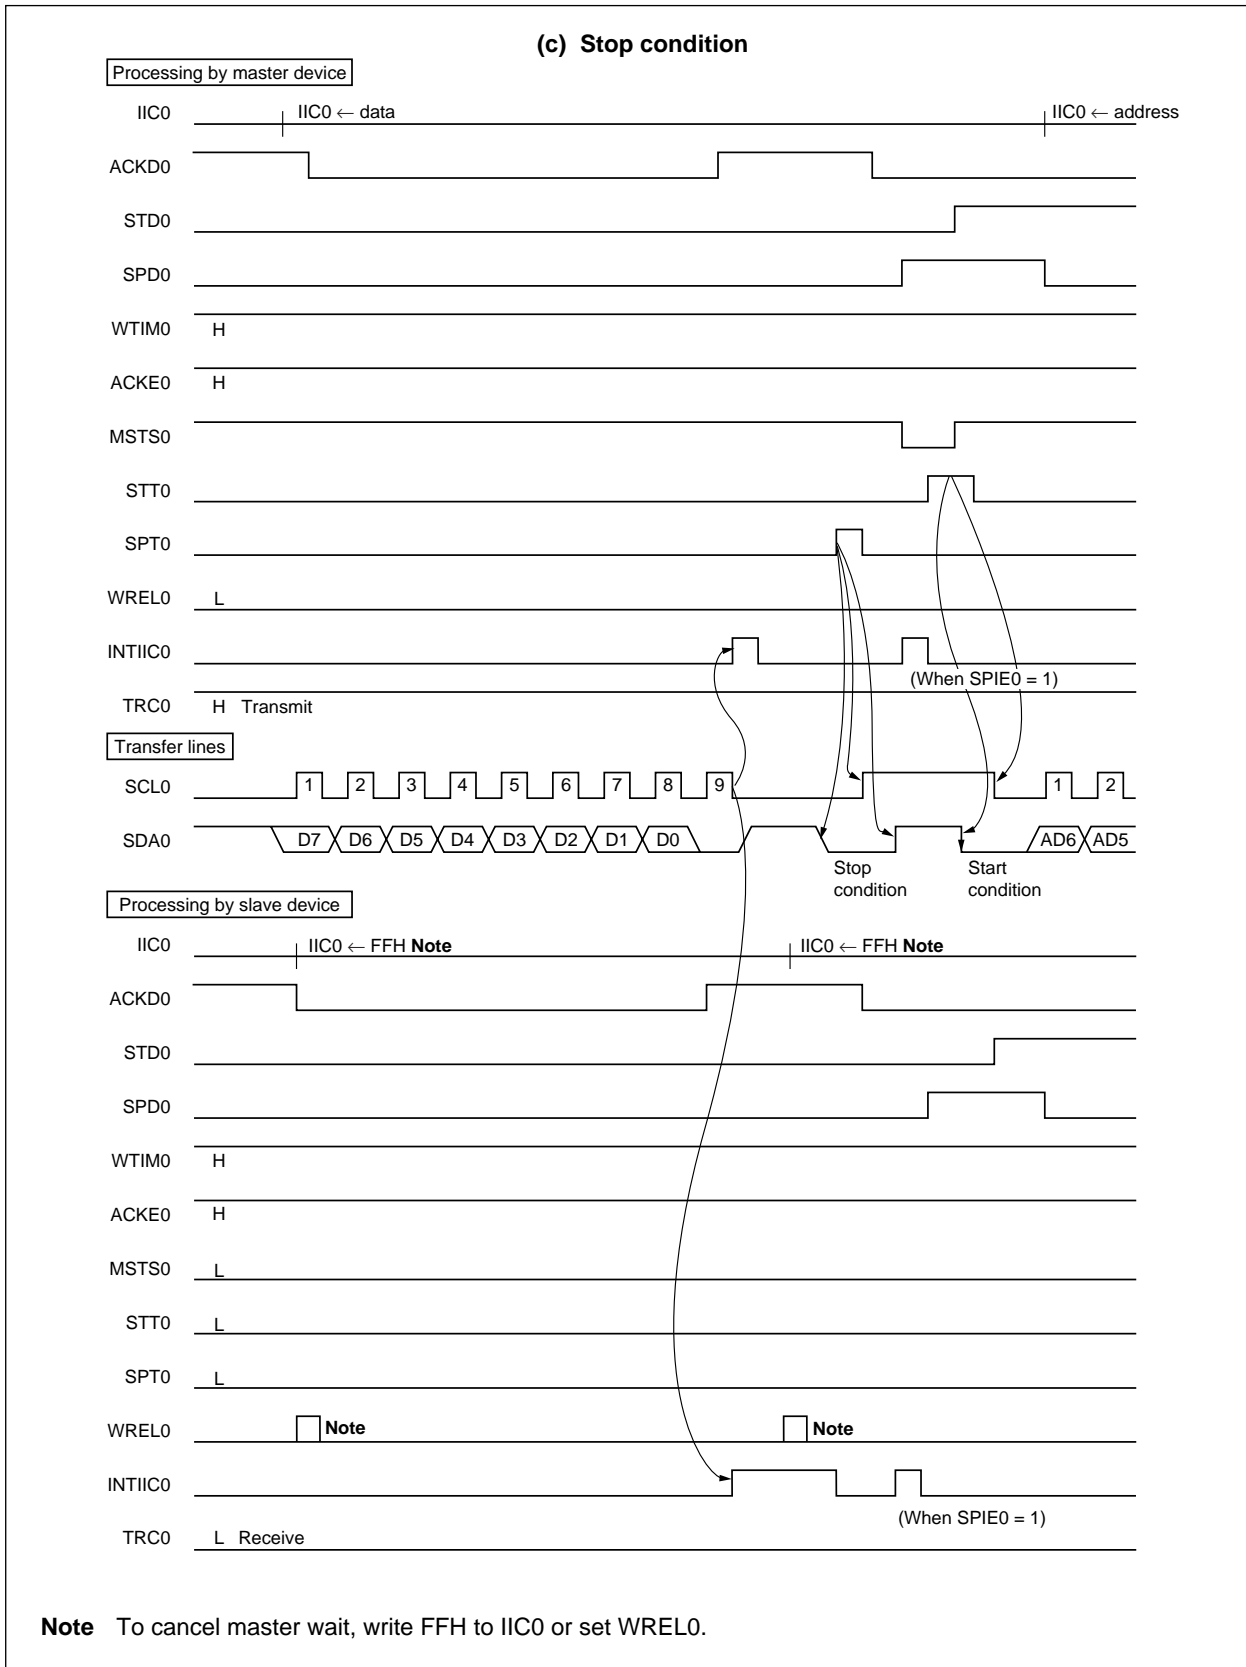 (c) Stop condition
Processing by master device
IIC0 IIC0 ← data IIC0 ← address
ACKD0
STD0
SPD0
WTIM0 H
ACKE0 H
MSTS0
STT0
SPT0
WREL0 L
INTIIC0
(When SPIE0 = 1)
TRC0 H Transmit
Transfer lines
SCL0 1 2 3 4 5 6 7 8 9 1 2
SDA0 D7 D6 D5 D4 D3 D2 D1 D0 AD6 AD5
Stop condition
Start condition
Processing by slave device
IIC0 IIC0 ← FFH Note IIC0 ← FFH Note
ACKD0
STD0
SPD0
WTIM0 H
ACKE0 H
MSTS0 L
STT0 L
SPT0 L
WREL0 Note Note
INTIIC0
(When SPIE0 = 1)
TRC0 L Receive
Note To cancel master wait, write FFH to IIC0 or set WREL0.